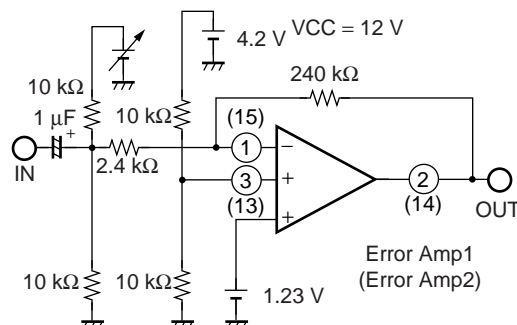 4.2 V VCC = 12 V
10 kΩ
240 kΩ
1 μF
+
10 kΩ
(15)
1
−
IN
2.4 kΩ
3
+
2
(13)
+
(14)
OUT
Error Amp1
(Error Amp2)
10 kΩ
10 kΩ
1.23 V